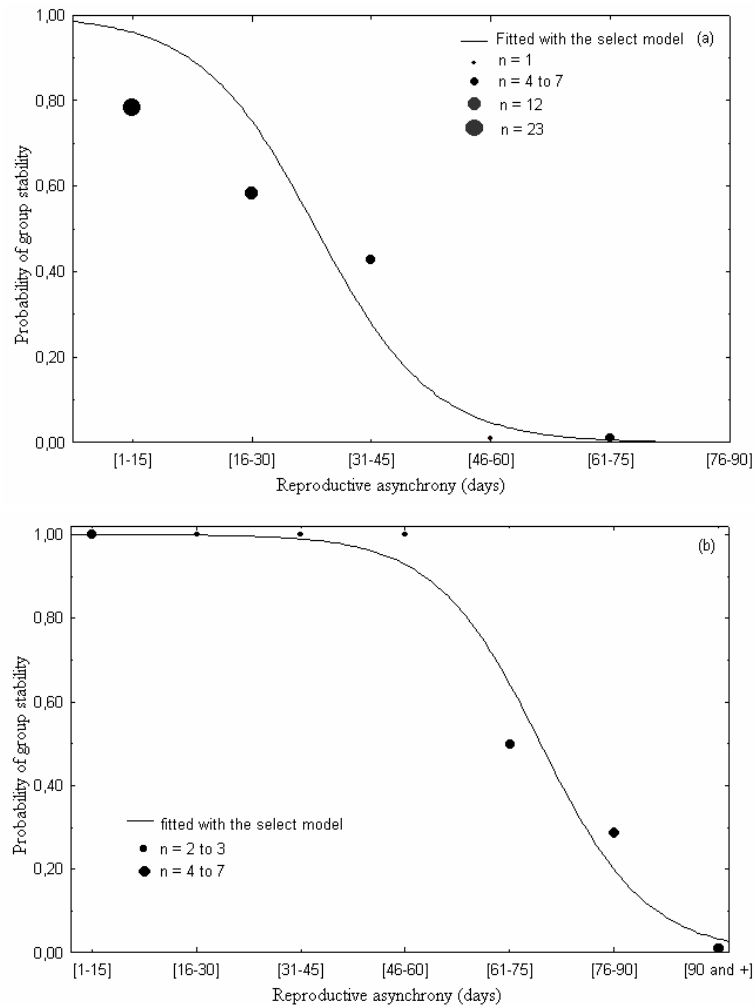 1,00
0,80
0,60
0,40
0,20
0,00
Probability of group stability
Fitted with the select model
(a)
n = 1
n = 4 to 7
n = 12
n = 23
[1-15] [16-30] [31-45] [46-60] [61-75] [76-90]
Reproductive asynchrony (days)
1,00
0,80
0,60
0,40
0,20
0,00
Probability of group stability
(b)
fitted with the select model
n = 2 to 3
n = 4 to 7
[1-15] [16-30] [31-45] [46-60] [61-75] [76-90] [90 and +]
Reproductive asynchrony (days)